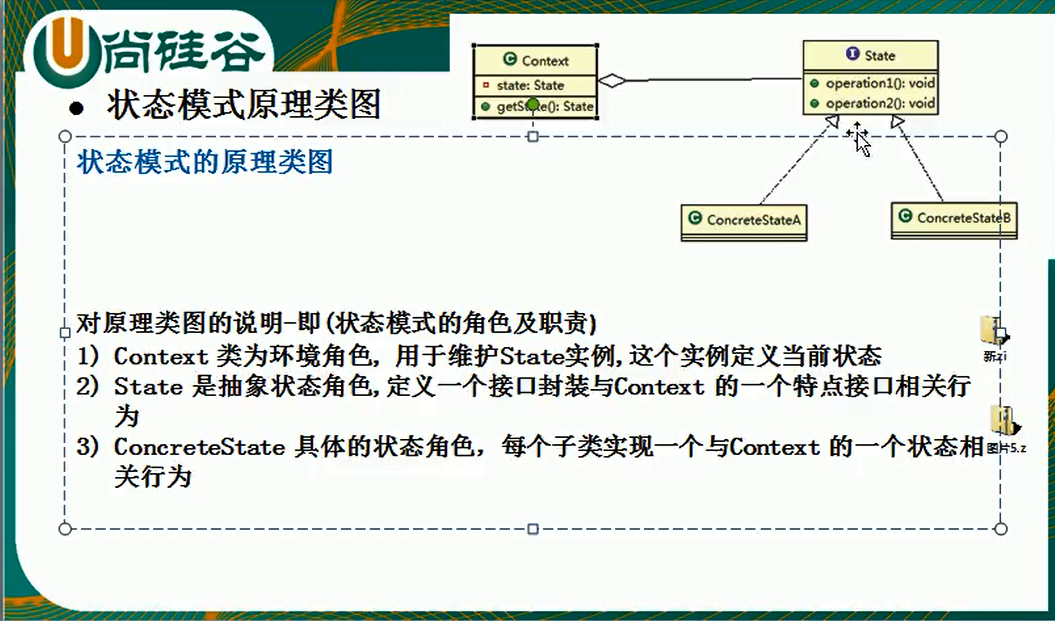 尚硅谷
Context
state: State
getState(): State
I State
operation1(): void
operation2(): void
● 状态模式原理类图
状态模式的原理类图
C ConcreteStateA
C ConcreteStateB
对原理类图的说明-即(状态模式的角色及职责)
1) Context 类为环境角色, 用于维护State实例,这个实例定义当前状态
2) State 是抽象状态角色,定义一个接口封装与Context 的一个特点接口相关行
为
3) ConcreteState 具体的状态角色，每个子类实现一个与Context 的一个状态相
关行为
图片5.z